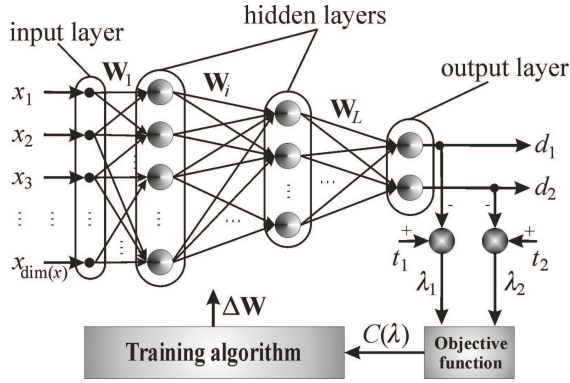 hidden layers
input layer
output layer
W1
Wi
WL
x1
x2
x3
xdim(x)
d1
d2
- -
+ +
t1 t2
λ1 λ2
ΔW
C(λ)
Training algorithm
Objective
function